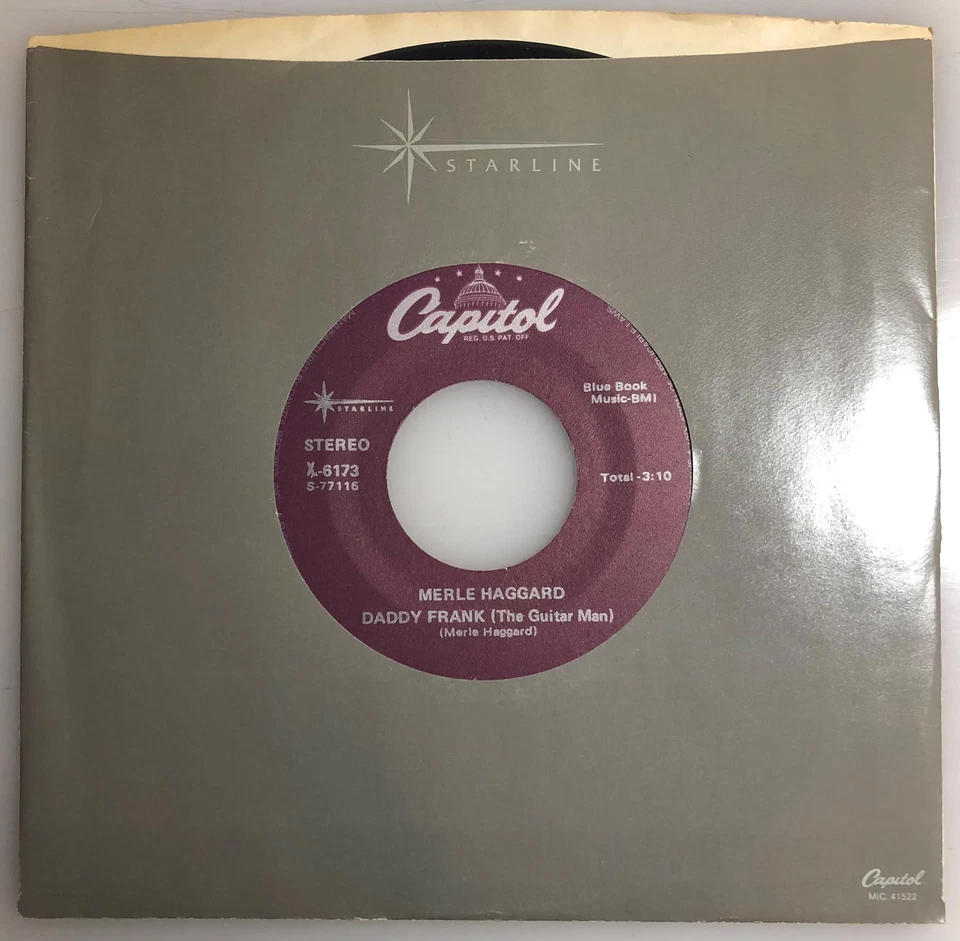 STARLINE
Capitol
REG. U.S. PAT. OFF
STARLINE
Blue Book
Music-BMI
STEREO
X-6173
S-77116
Total-3:10
MERLE HAGGARD
DADDY FRANK (The Guitar Man)
(Merle Haggard)
Capitol
MIC. 41522